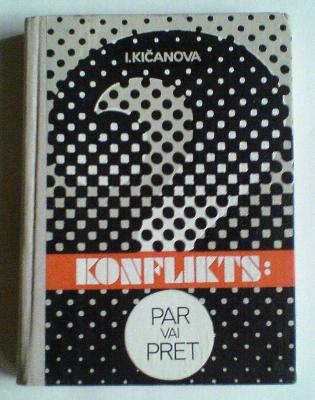 I. KIČANOVA
KONFLIKTS:
PAR
VAI
PRET